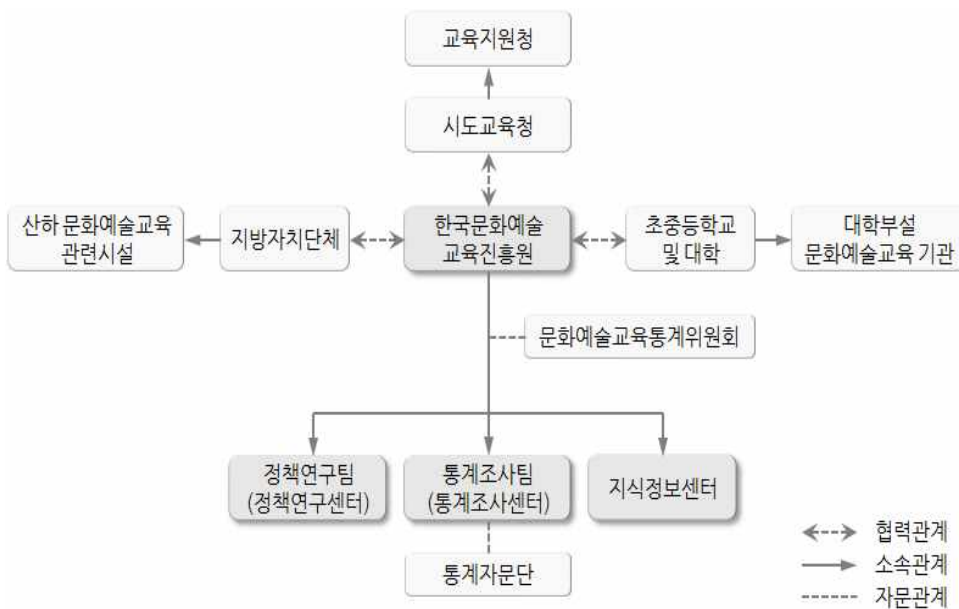 교육지원청
시도교육청
산하 문화예술교육
관련시설
지방자치단체
한국문화예술
교육진흥원
초중등학교
및 대학
대학부설
문화예술교육 기관
문화예술교육통계위원회
정책연구팀
(정책연구센터)
통계조사팀
(통계조사센터)
지식정보센터
통계자문단
협력관계
소속관계
자문관계